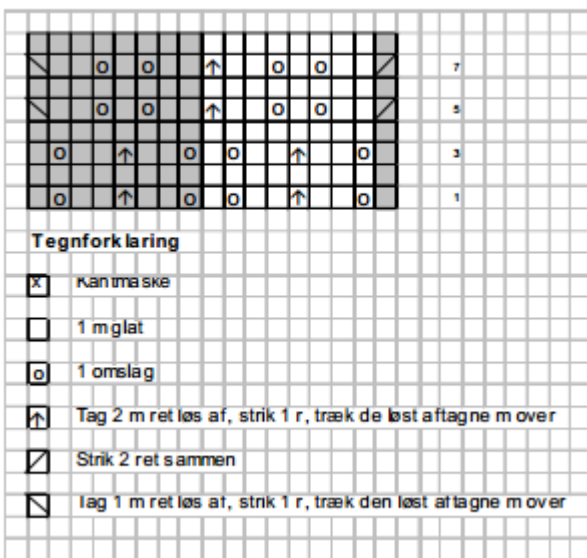 O O ↑ O O 7
O O ↑ O O 5
O ↑ O O ↑ O 3
O ↑ O O ↑ O 1
Tegnforklaring
x Kantmaske
1 m glat
o 1 omslag
↑ Tag 2 m ret løs af, strik 1 r, træk de løst aftagne m over
Strik 2 ret sammen
Tag 1 m ret løs af, strik 1 r, træk den løst aftagne m over